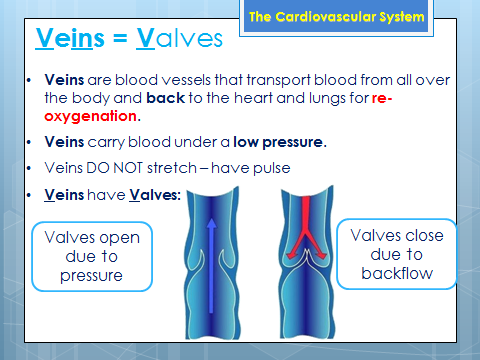 The Cardiovascular System
Veins = Valves
• Veins are blood vessels that transport blood from all over
the body and back to the heart and lungs for re-
oxygenation.
• Veins carry blood under a low pressure.
• Veins DO NOT stretch – have pulse
• Veins have Valves:
Valves open
due to
pressure
Valves close
due to
backflow